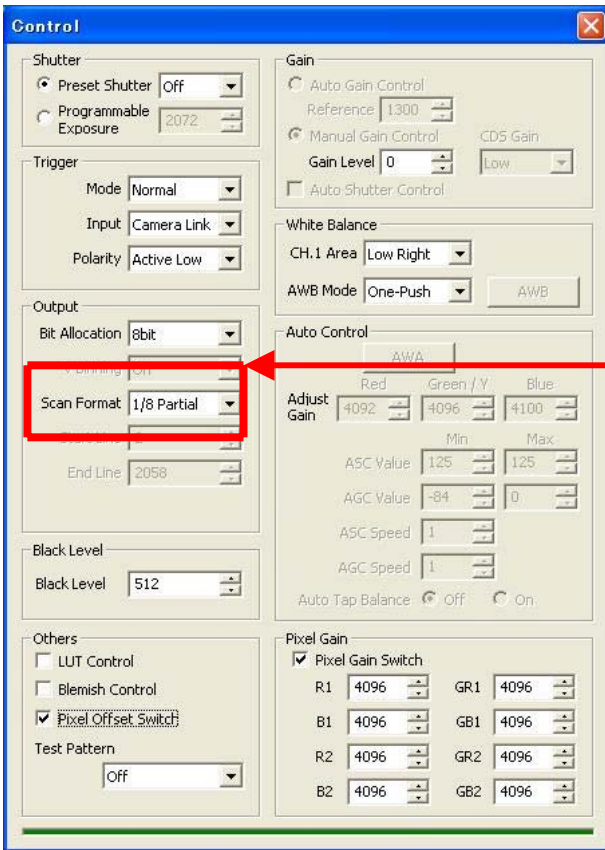 Control
Shutter
Preset Shutter Off
Programmable
Exposure 2072
Trigger
Mode Normal
Input Camera Link
Polarity Active Low
Output
Bit Allocation 8bit
On
Scan Format 1/8 Partial
End Line 2058
Black Level
Black Level 512
Others
LUT Control
Blemish Control
Pixel Offset Switch
Test Pattern
Off
Gain
Auto Gain Control
Reference 1300
Manual Gain Control CDS Gain
Gain Level 0 Low
Auto Shutter Control
White Balance
CH.1 Area Low Right
AWB Mode One-Push AWB
Auto Control
AWA
Red Green / Y Blue
Adjust
Gain 4092 4096 4100
Min Max
ASC Value 125 125
AGC Value -84 0
ASC Speed 1
AGC Speed 1
Auto Tap Balance Off On
Pixel Gain
Pixel Gain Switch
R1 4096 GR1 4096
B1 4096 GB1 4096
R2 4096 GR2 4096
B2 4096 GB2 4096